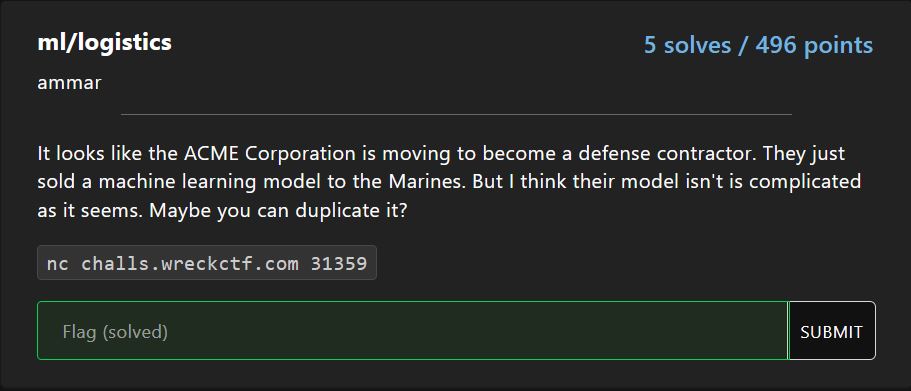 ml/logistics
5 solves / 496 points
ammar
It looks like the ACME Corporation is moving to become a defense contractor. They just
sold a machine learning model to the Marines. But I think their model isn't is complicated
as it seems. Maybe you can duplicate it?
nc challs.wreckctf.com 31359
Flag (solved)
SUBMIT